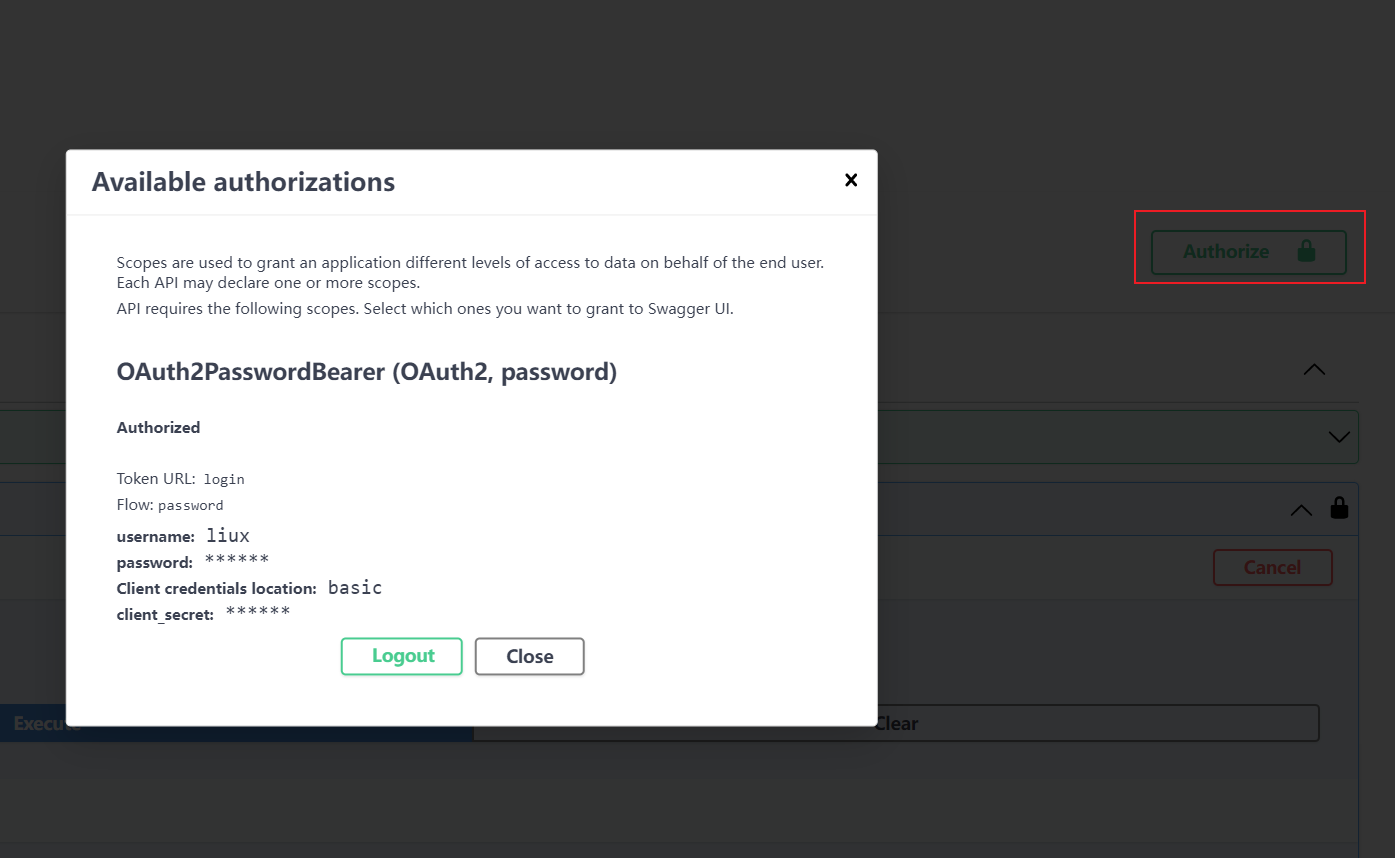 Available authorizations
Authorize
Scopes are used to grant an application different levels of access to data on behalf of the end user.
Each API may declare one or more scopes.
API requires the following scopes. Select which ones you want to grant to Swagger UI.
OAuth2PasswordBearer (OAuth2, password)
Authorized
Token URL: login
Flow: password
username: liux
password: ******
Cancel
Client credentials location: basic
client_secret: ******
Logout
Close
Execute
Clear